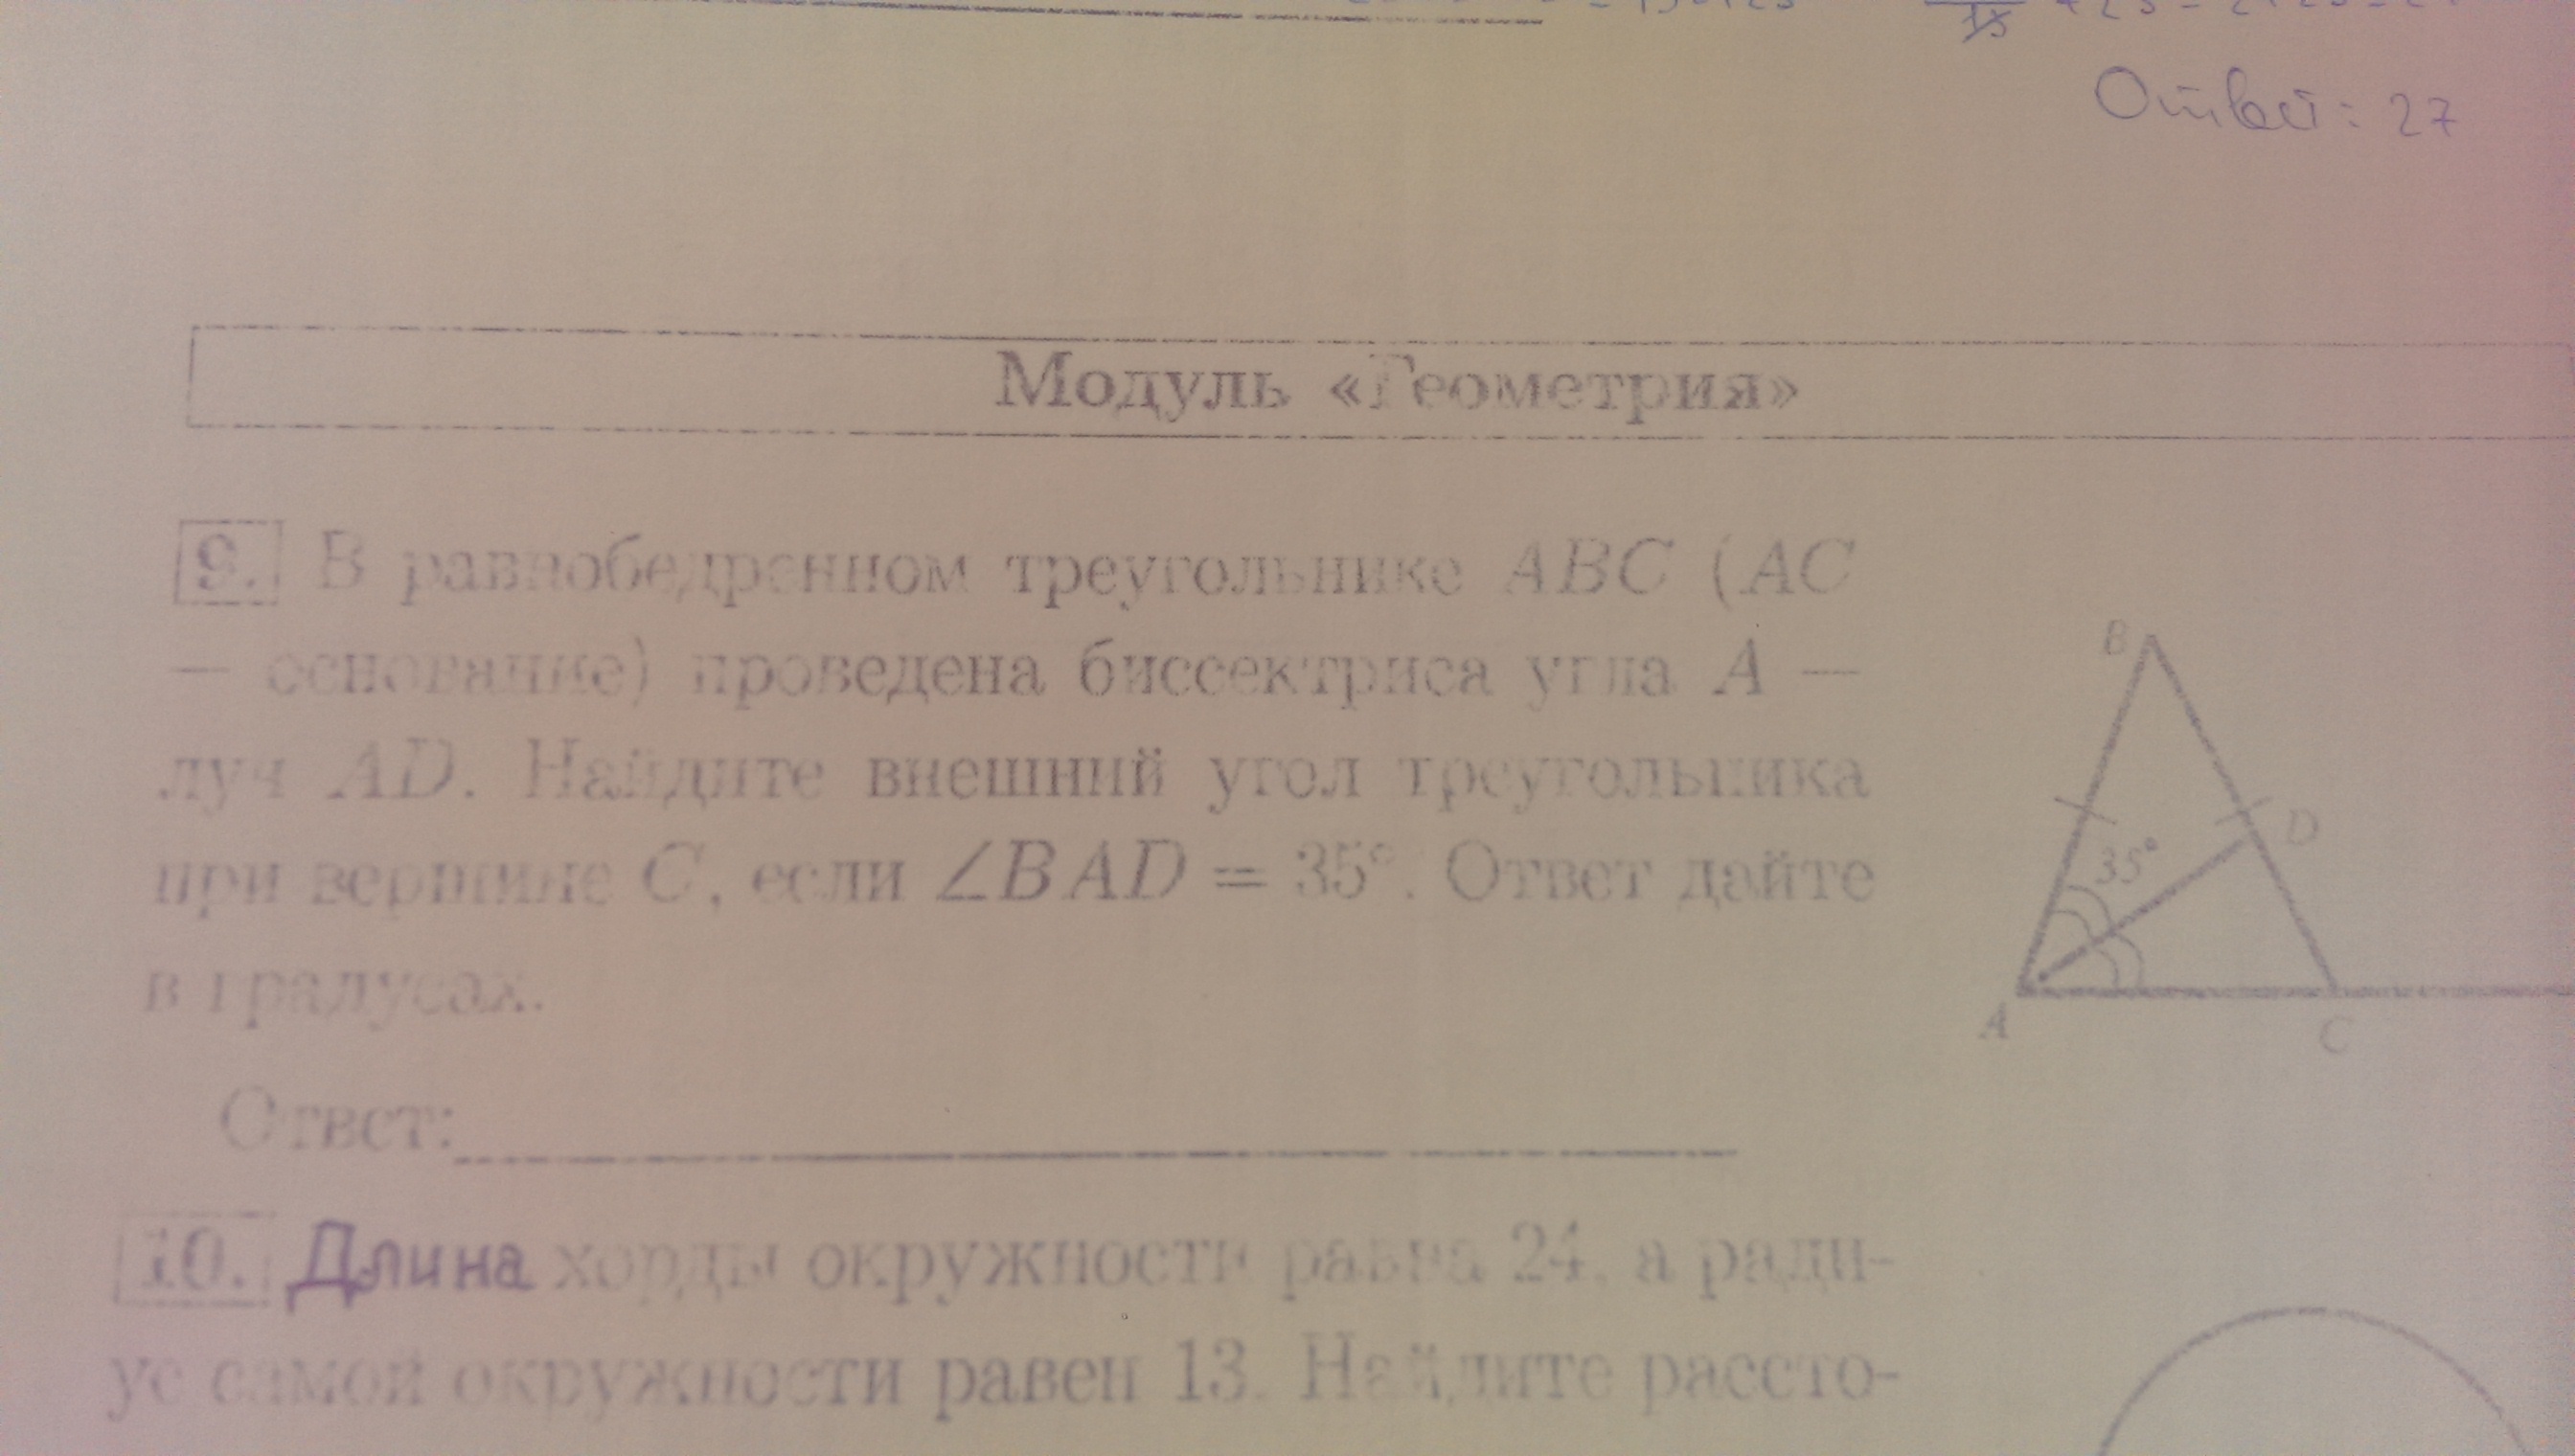 Ответ: 27
Модуль «Геометрия»
9. В равнобедренном треугольнике ABC (AC
— основание) проведена биссектриса угла A —
луч AD. Найдите внешний угол треугольника
при вершине C, если ∠BAD = 35°. Ответ дайте
в градусах.
B
D
35°
A
C
Ответ:
10. Длина хорды окружности равна 24, а ради-
ус самой окружности равен 13. Найдите рассто-